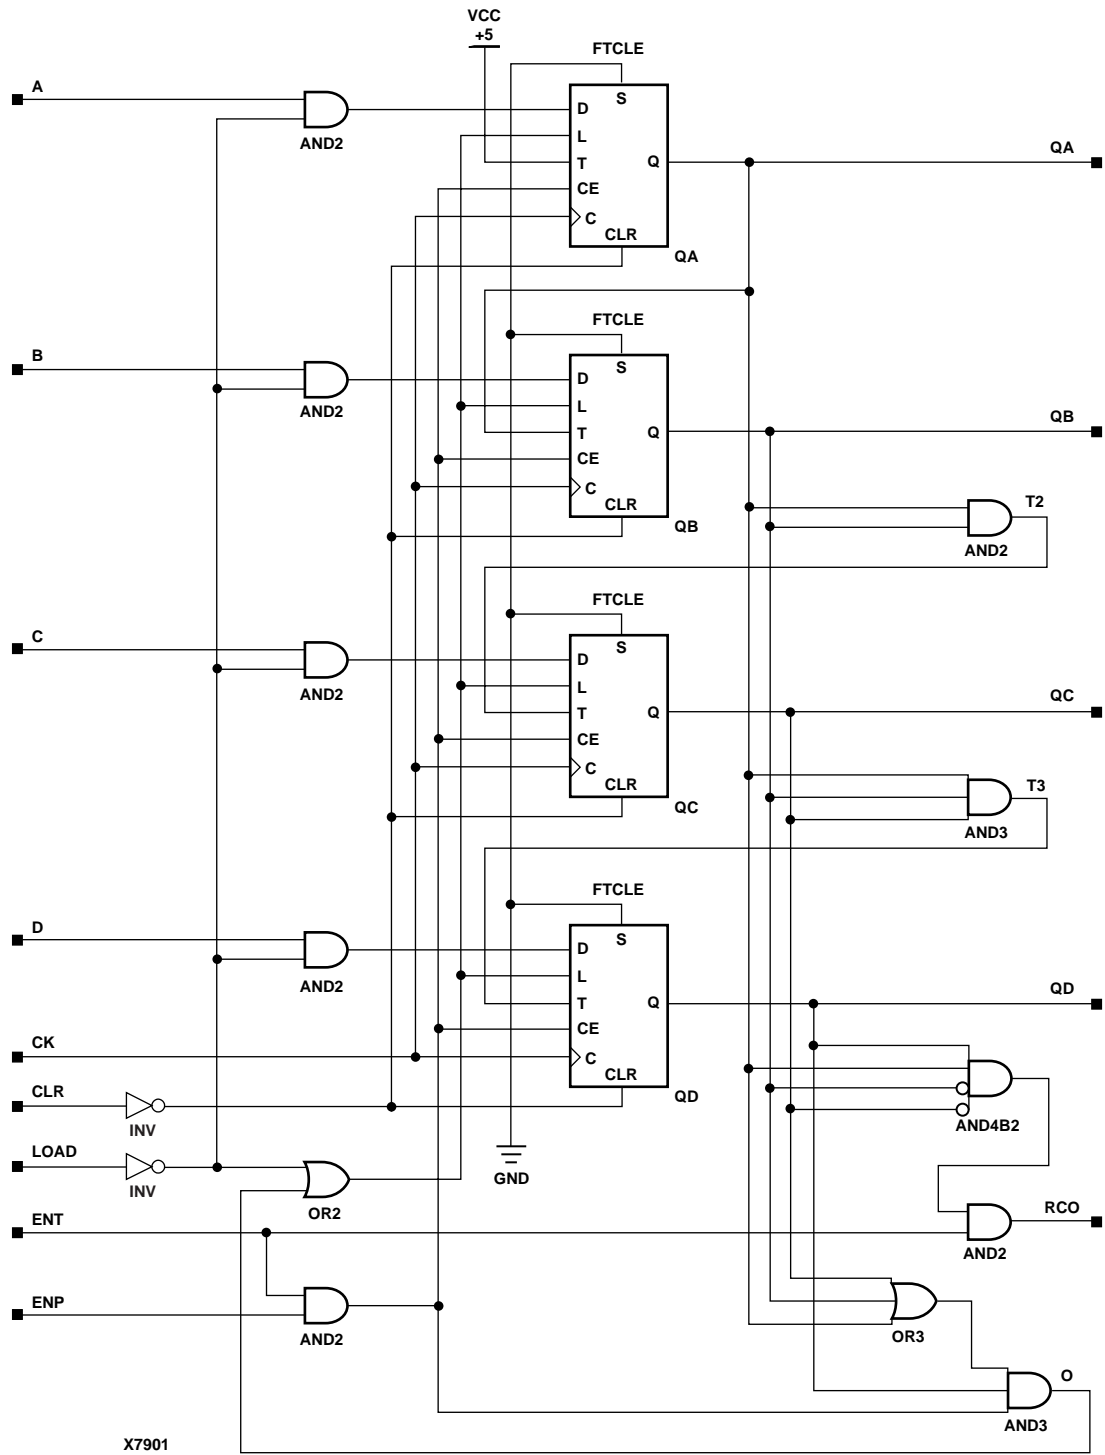 VCC
+5
FTCLE
A
S
D
AND2
L
T
Q
QA
CE
C
CLR
QA
FTCLE
B
S
D
AND2
L
T
Q
QB
CE
C
CLR
QB
T2
AND2
FTCLE
C
S
D
AND2
L
T
Q
QC
CE
C
CLR
QC
T3
AND3
FTCLE
D
S
D
AND2
L
T
Q
QD
CE
CK
C
CLR
QD
CLR
INV
AND4B2
LOAD
INV
GND
OR2
ENT
RCO
AND2
ENP
AND2
OR3
O
AND3
X7901